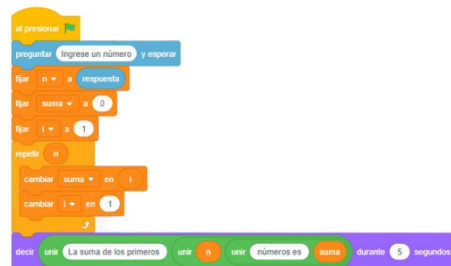 al presionar
preguntar Ingrese un número y esperar
fijar n a respuesta
fijar suma a 0
fijar i a 1
repetir n
cambiar suma en i
cambiar i en 1
decir unir La suma de los primeros unir n unir números es suma durante 5 segundos